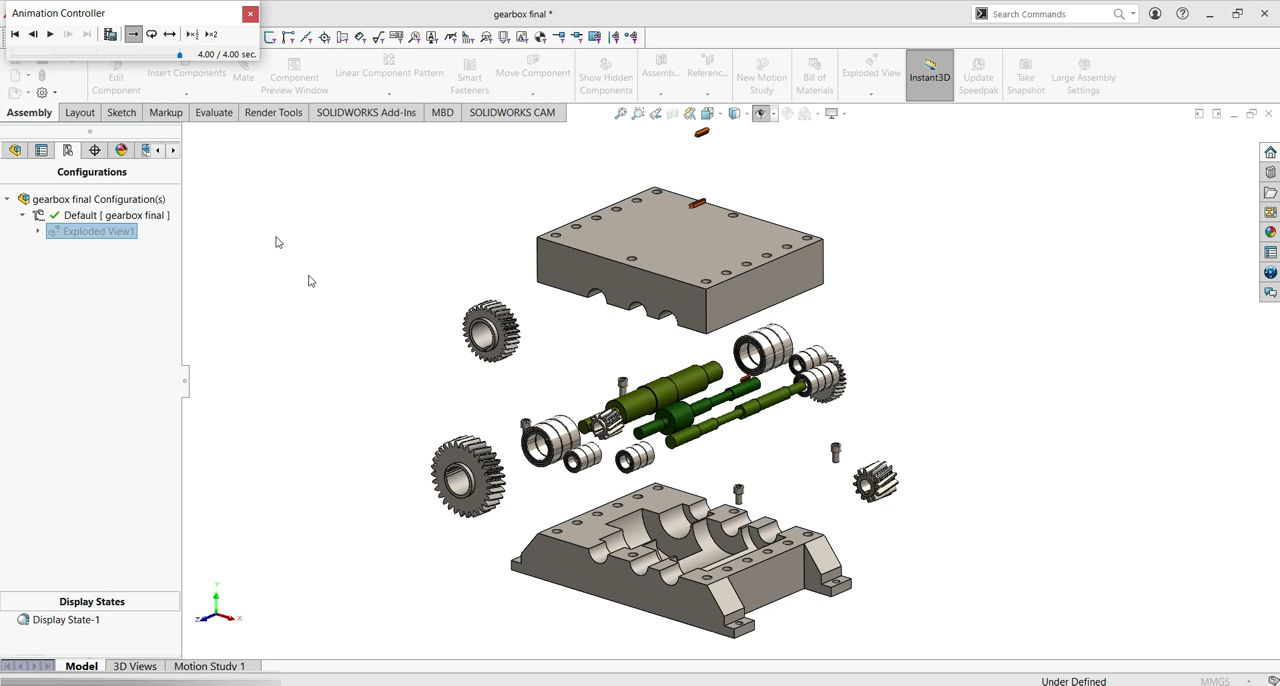 Animation Controller
gearbox final *
Search Commands
4.00 / 4.00 sec.
Edit
Component
Insert Components
Mate
Component
Preview Window
Linear Component Pattern
Smart
Fasteners
Move Component
Show Hidden
Components
Assemb...
Referenc...
New Motion
Study
Bill of
Materials
Exploded View
Instant3D
Update
Speedpak
Take
Snapshot
Large Assembly
Settings
Assembly
Layout
Sketch
Markup
Evaluate
Render Tools
SOLIDWORKS Add-Ins
MBD
SOLIDWORKS CAM
Configurations
gearbox final Configuration(s)
Default [ gearbox final ]
Exploded View1
Display States
Display State-1
Y
X
Z
Model
3D Views
Motion Study 1
Under Defined
MMGS